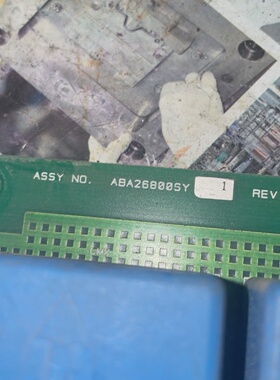 ASSY NO. ABA26800SY 1 REV